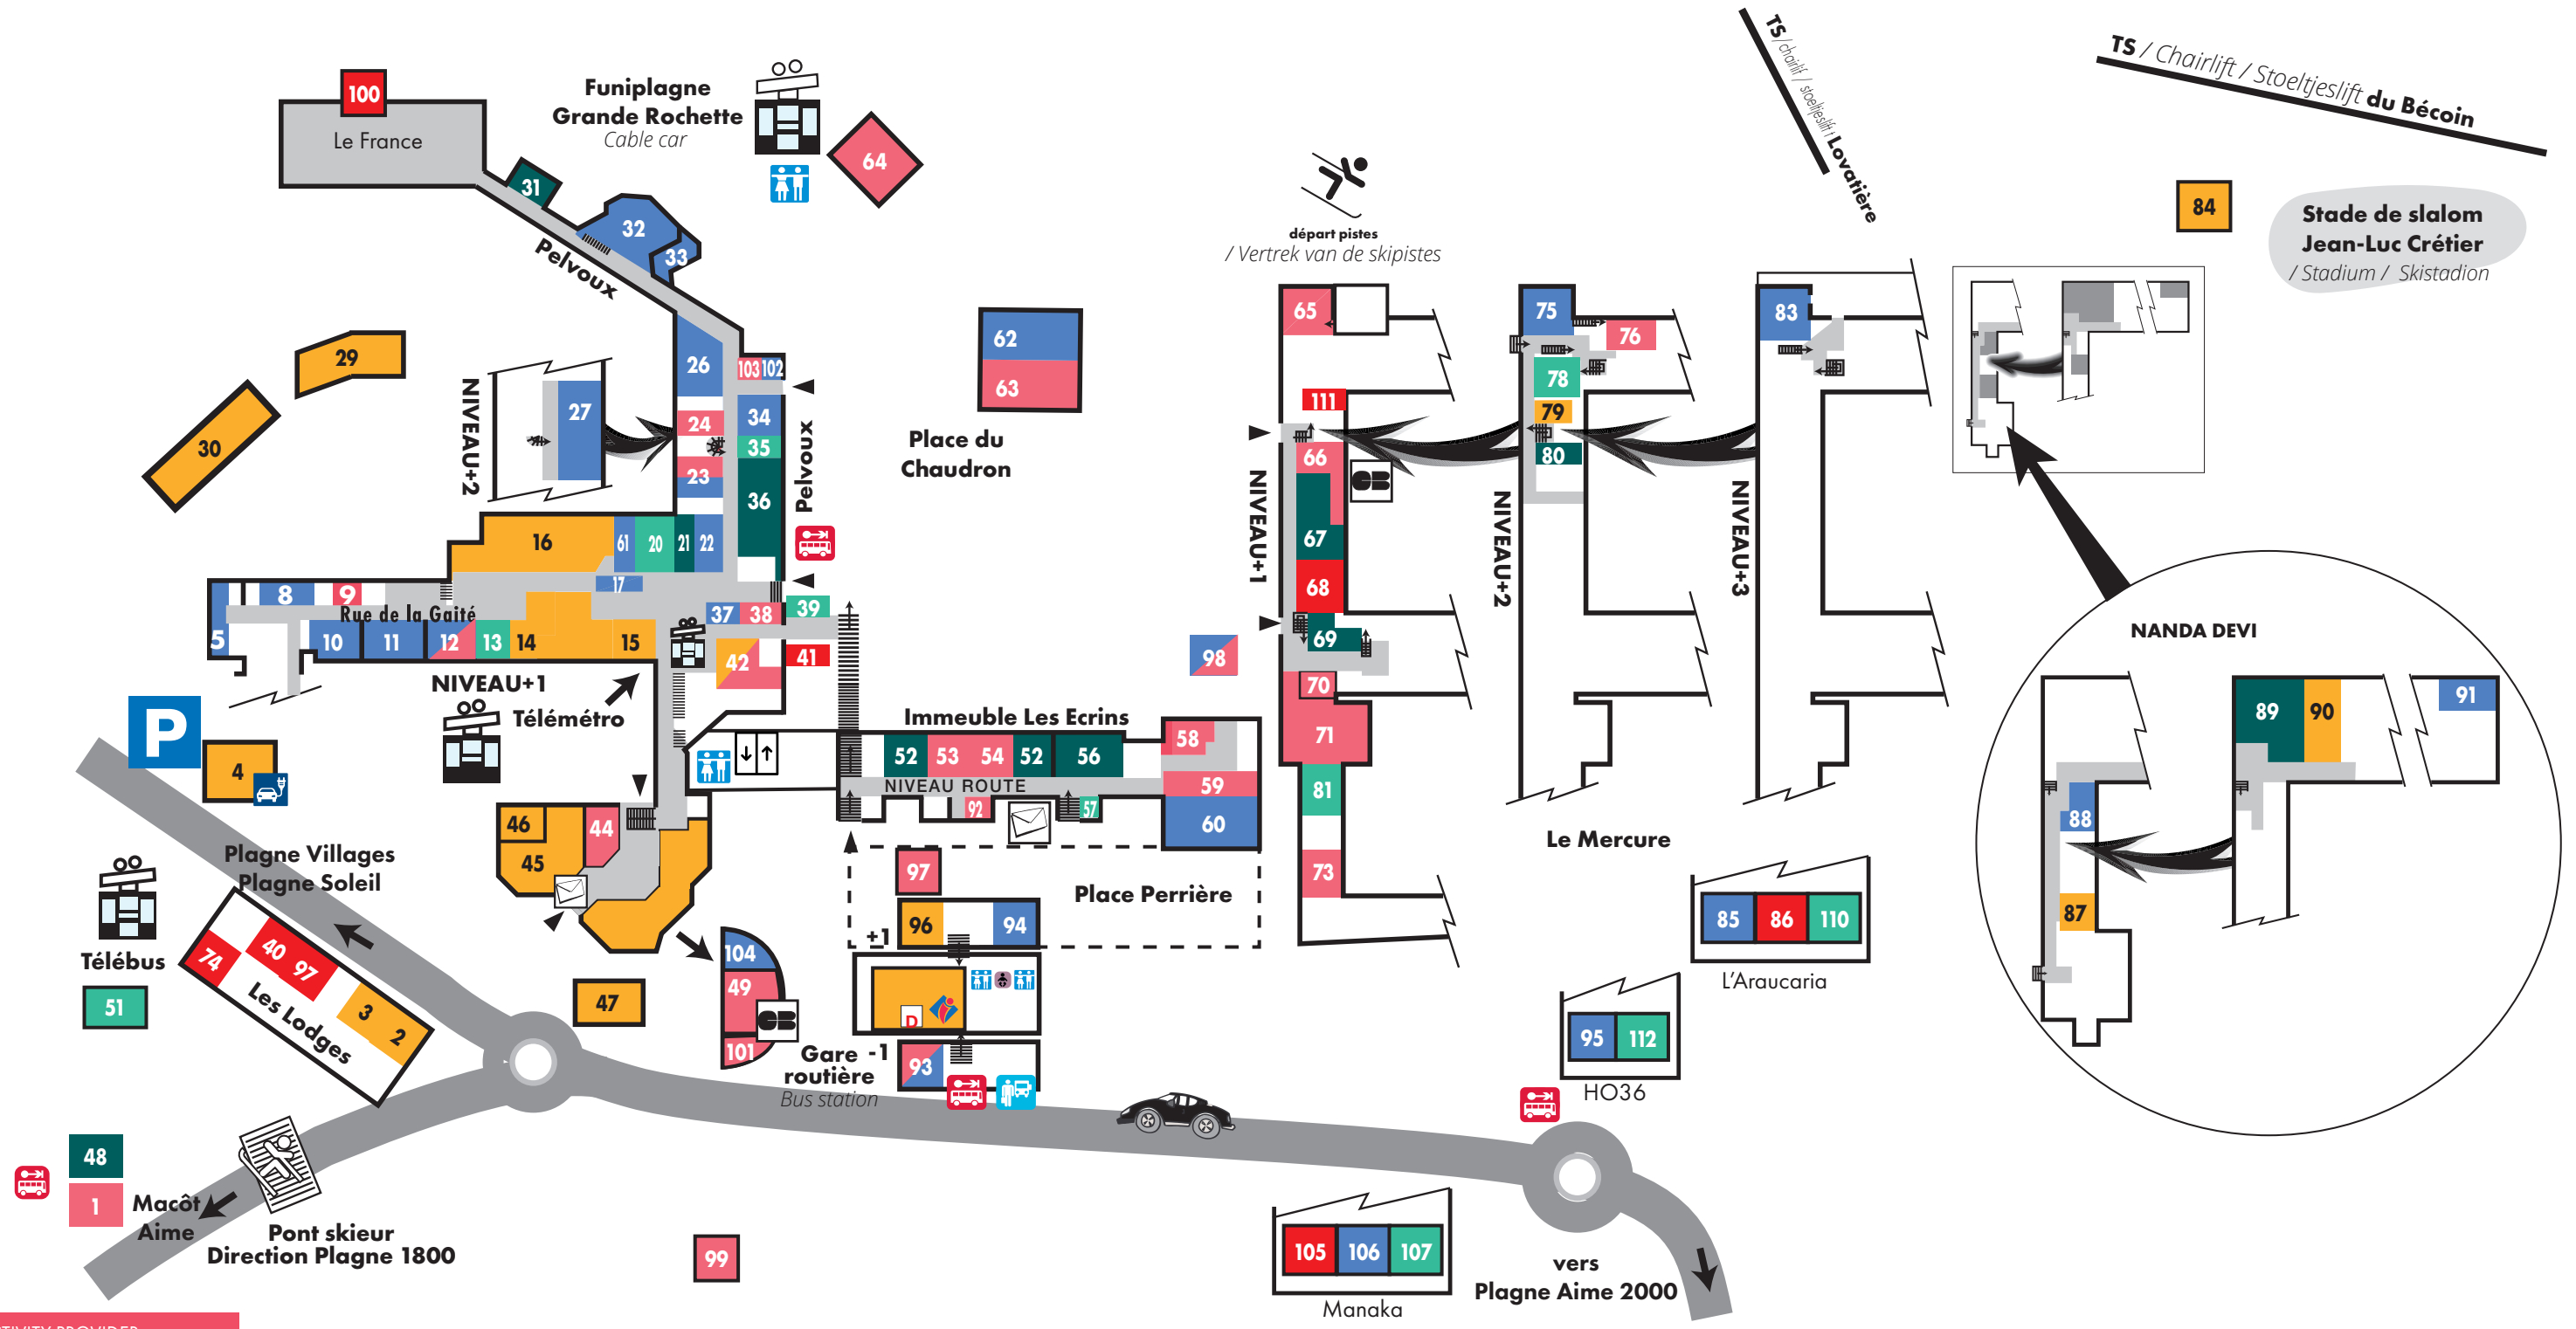 100
Le France
Funiplagne
Grande Rochette
Cable car
64
31
32
33
Pelvoux
départ pistes
/ Vertrek van de skipistes
TS / chairlift / stoeltjeslift Lovatière
TS / Chairlift / Stoeltjeslift du Bécoin
84
Stade de slalom
Jean-Luc Crétier
/ Stadium / Skistadion
29
30
NIVEAU+2
27
26
103
102
24
34
35
23
36
Pelvoux
62
63
Place du
Chaudron
16
61
20
21
22
17
5
8
9
Rue de la Gaité
10
11
12
13
14
15
37
38
39
42
41
NIVEAU+1
Télémétro
65
111
66
67
68
69
70
71
81
73
NIVEAU+1
75
76
78
79
80
NIVEAU+2
83
NIVEAU+3
98
Le Mercure
NANDA DEVI
89
90
91
88
87
P
4
Immeuble Les Ecrins
52
53
54
52
56
58
59
60
NIVEAU ROUTE
92
57
46
45
44
97
Place Perrière
+1
96
94
D
Gare -1
routière
Bus station
93
104
49
101
47
Plagne Villages
Plagne Soleil
Télébus
51
74
40
97
3
2
Les Lodges
85
86
110
L'Araucaria
95
112
HO36
48
1
Macôt
Aime
Pont skieur
Direction Plagne 1800
99
105
106
107
Manaka
vers
Plagne Aime 2000